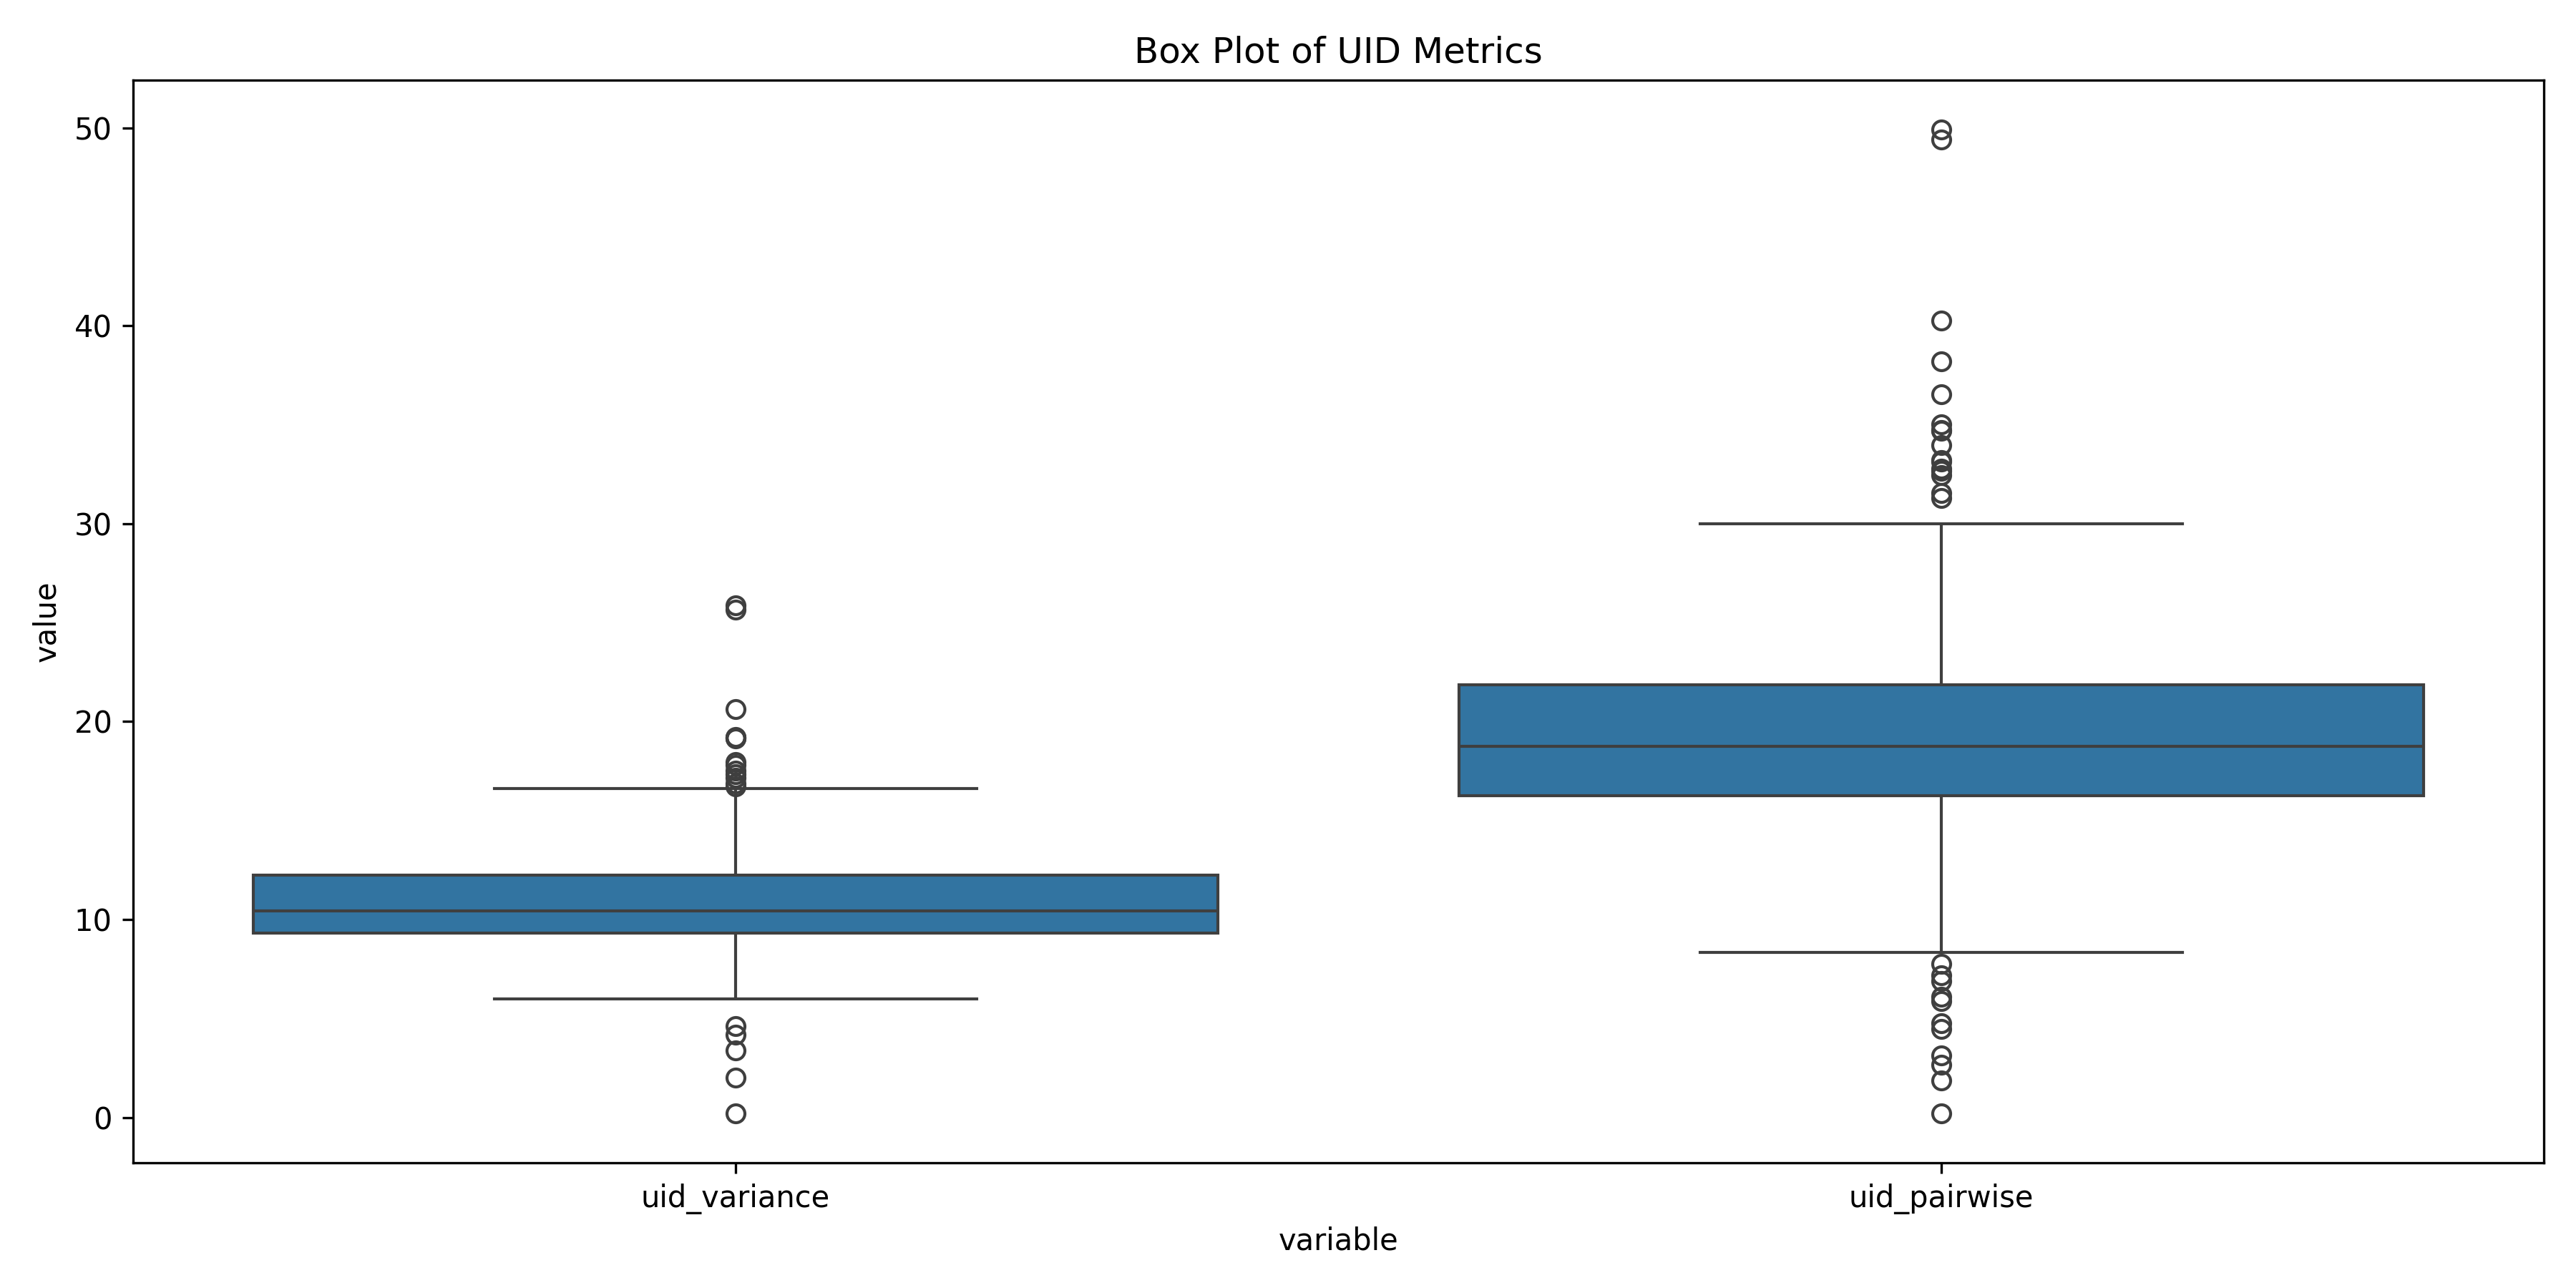 Box Plot of UID Metrics
50
40
30
20
10
0
value
uid_variance
uid_pairwise
variable